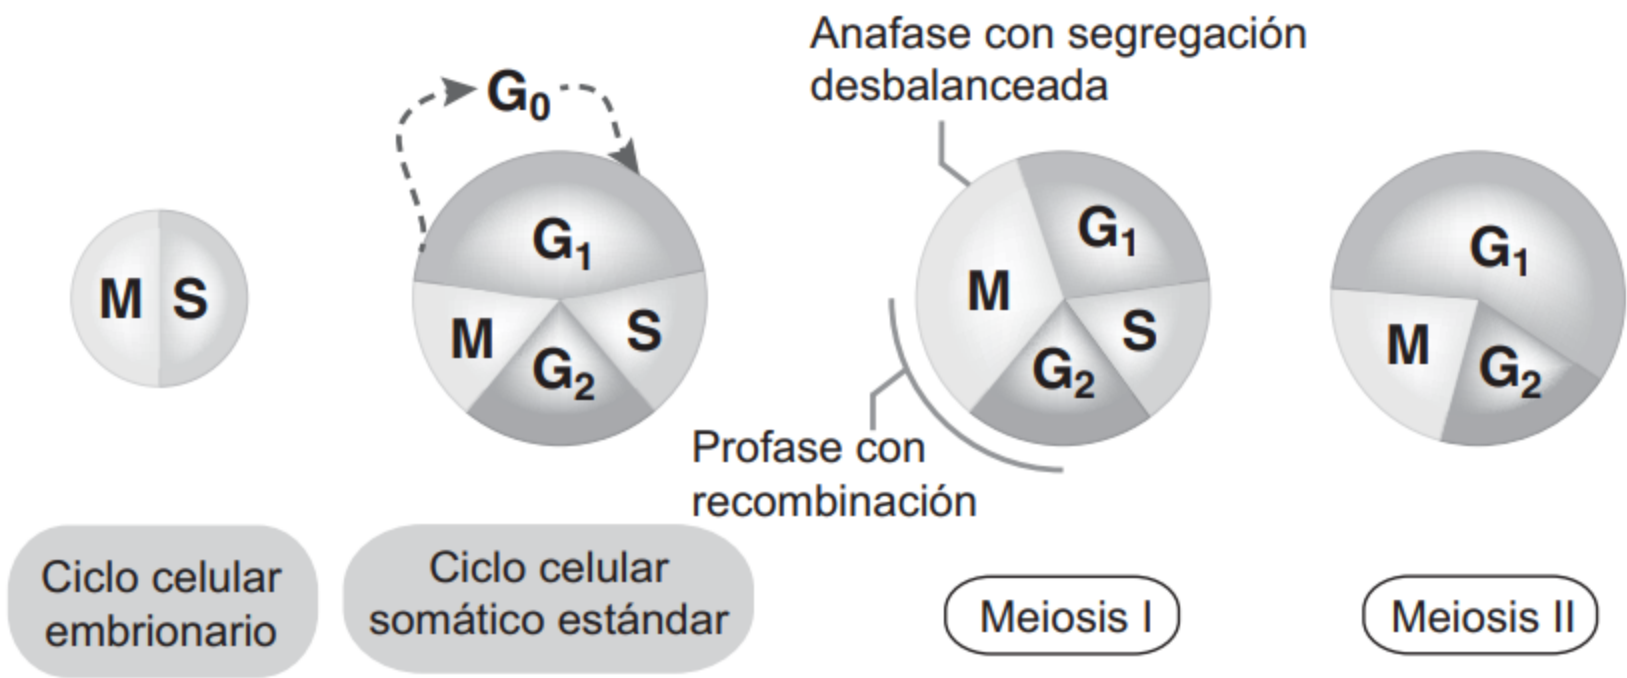 Anafase con segregación
desbalanceada
G0
M S
G1
M
S
G2
G1
M
S
G2
G1
M
G2
Profase con
recombinación
Ciclo celular
embrionario
Ciclo celular
somático estándar
Meiosis I
Meiosis II